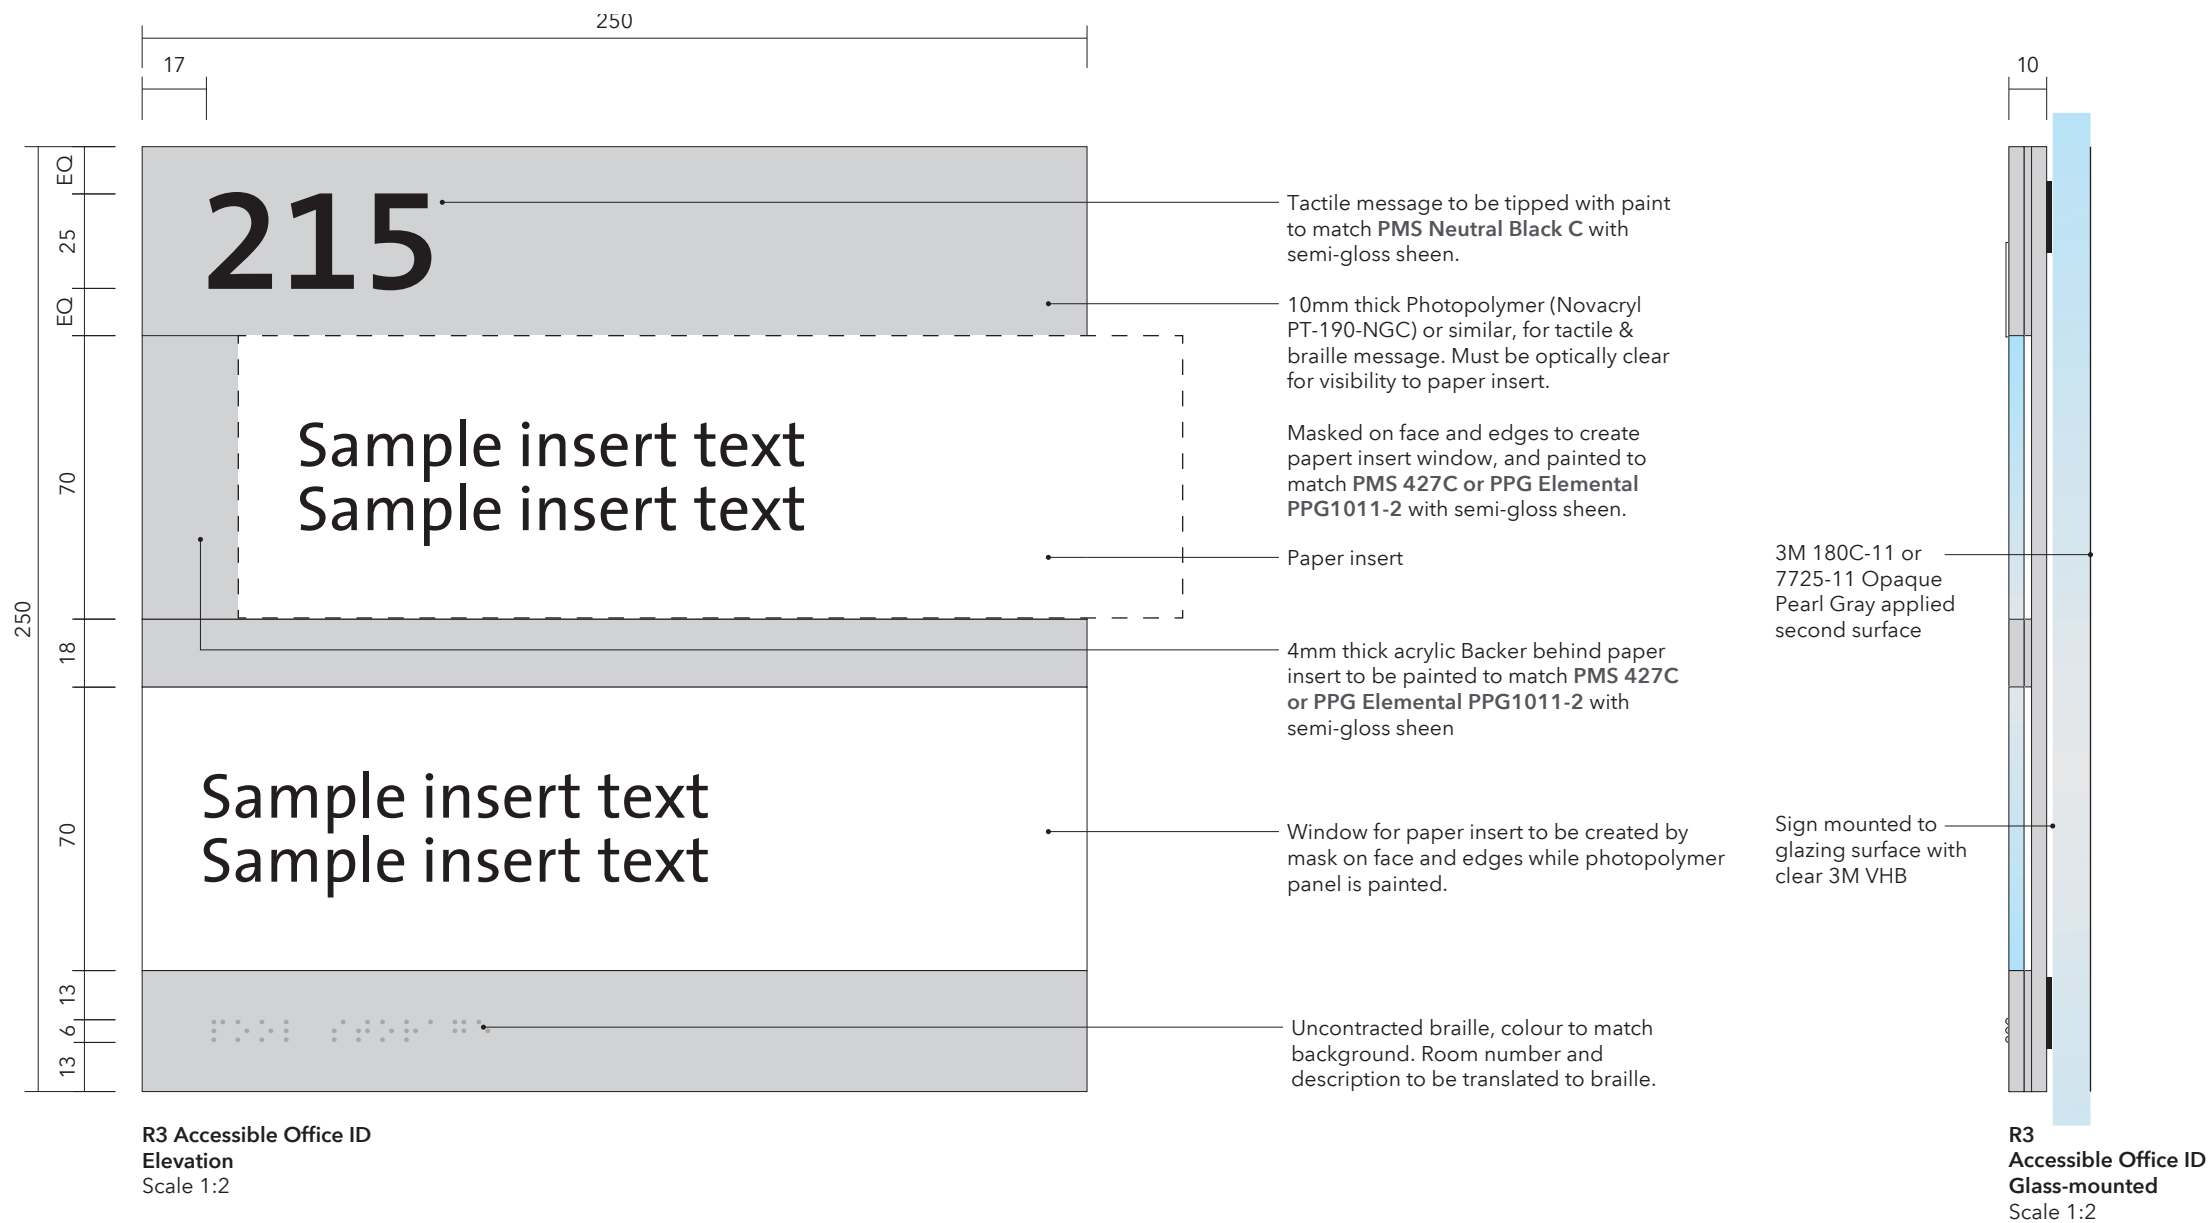 250
17
10
EQ
25
EQ
70
18
70
13
6
13
250
215
Sample insert text
Sample insert text
Sample insert text
Sample insert text
Tactile message to be tipped with paint
to match PMS Neutral Black C with
semi-gloss sheen.
10mm thick Photopolymer (Novacryl
PT-190-NGC) or similar, for tactile &
braille message. Must be optically clear
for visibility to paper insert.
Masked on face and edges to create
papert insert window, and painted to
match PMS 427C or PPG Elemental
PPG1011-2 with semi-gloss sheen.
Paper insert
4mm thick acrylic Backer behind paper
insert to be painted to match PMS 427C
or PPG Elemental PPG1011-2 with
semi-gloss sheen
Window for paper insert to be created by
mask on face and edges while photopolymer
panel is painted.
Uncontracted braille, colour to match
background. Room number and
description to be translated to braille.
3M 180C-11 or
7725-11 Opaque
Pearl Gray applied
second surface
Sign mounted to
glazing surface with
clear 3M VHB
R3 Accessible Office ID
Elevation
Scale 1:2
R3
Accessible Office ID
Glass-mounted
Scale 1:2